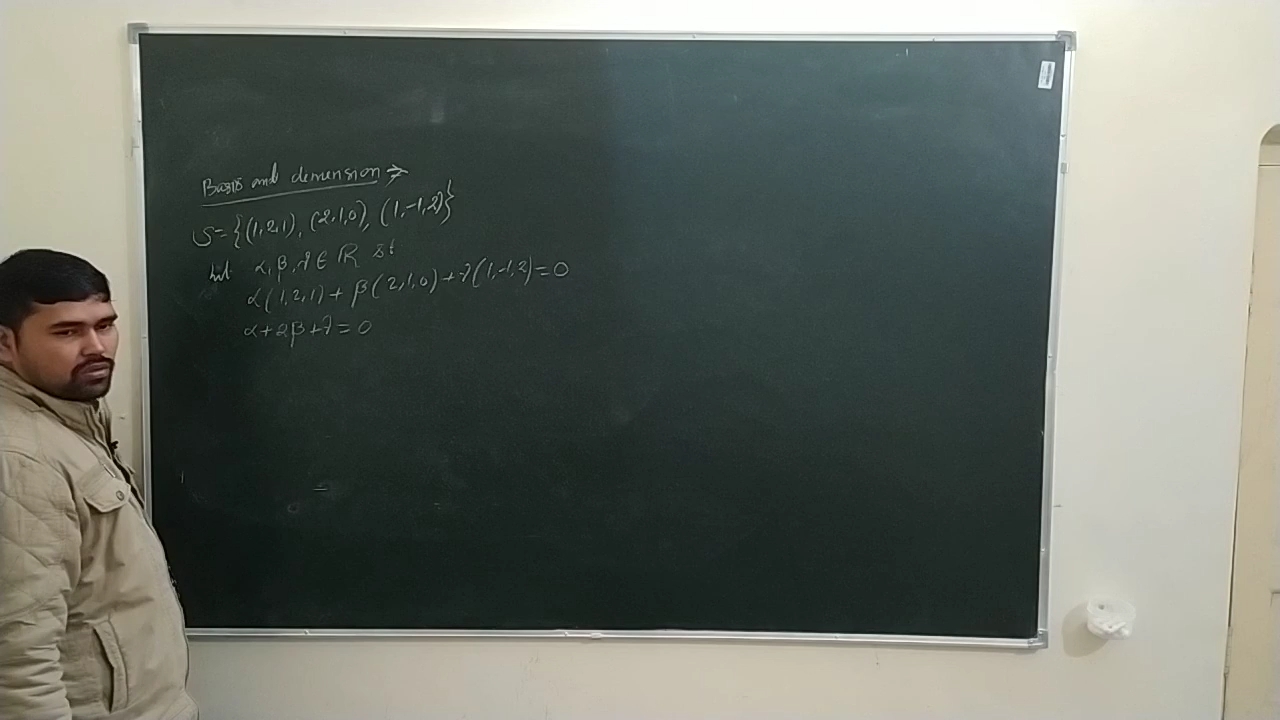 Basis and dimension →
S = {(1,2,1), (2,1,0), (1,-1,2)}
Let α, β, γ ∈ R st
α(1,2,1) + β(2,1,0) + γ(1,-1,2) = 0
α + 2β + γ = 0